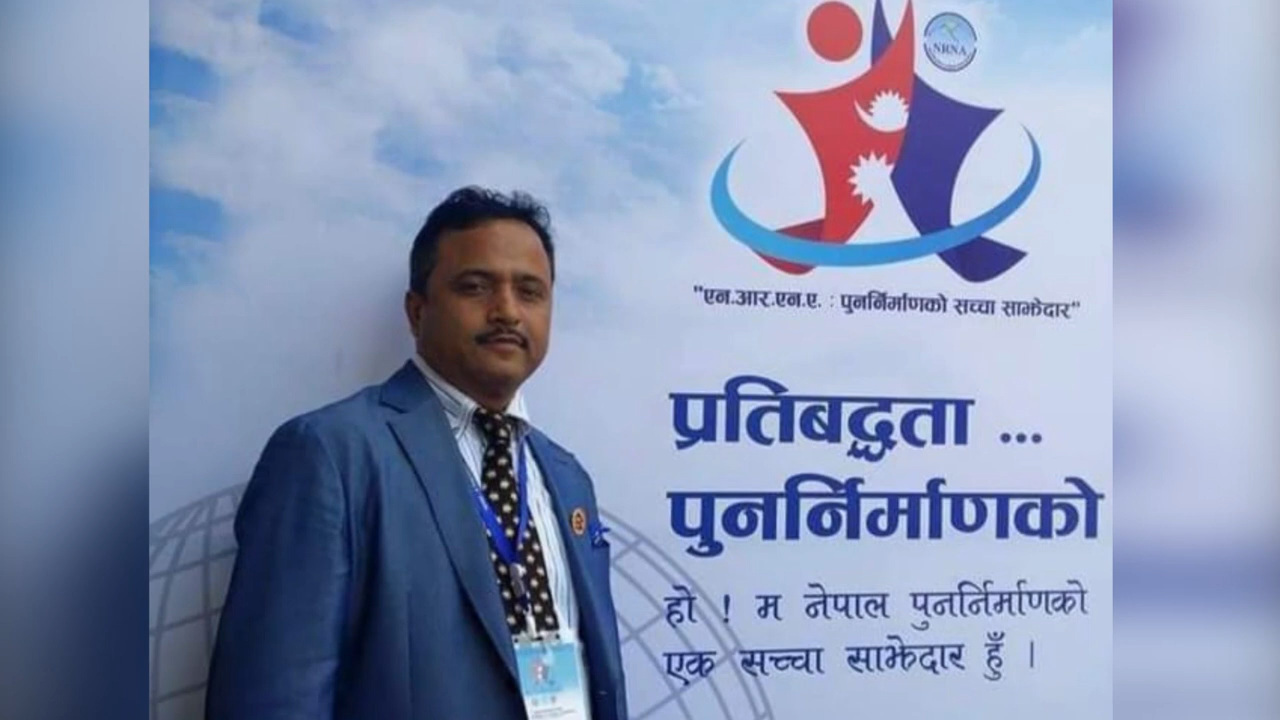 NRNA
"एन.आर.एन.ए. : पुनर्निर्माणको सच्चा साझेदार"
प्रतिबद्धता ...
पुनर्निर्माणको
हो ! म नेपाल पुनर्निर्माणको
एक सच्चा साझेदार हुँ ।